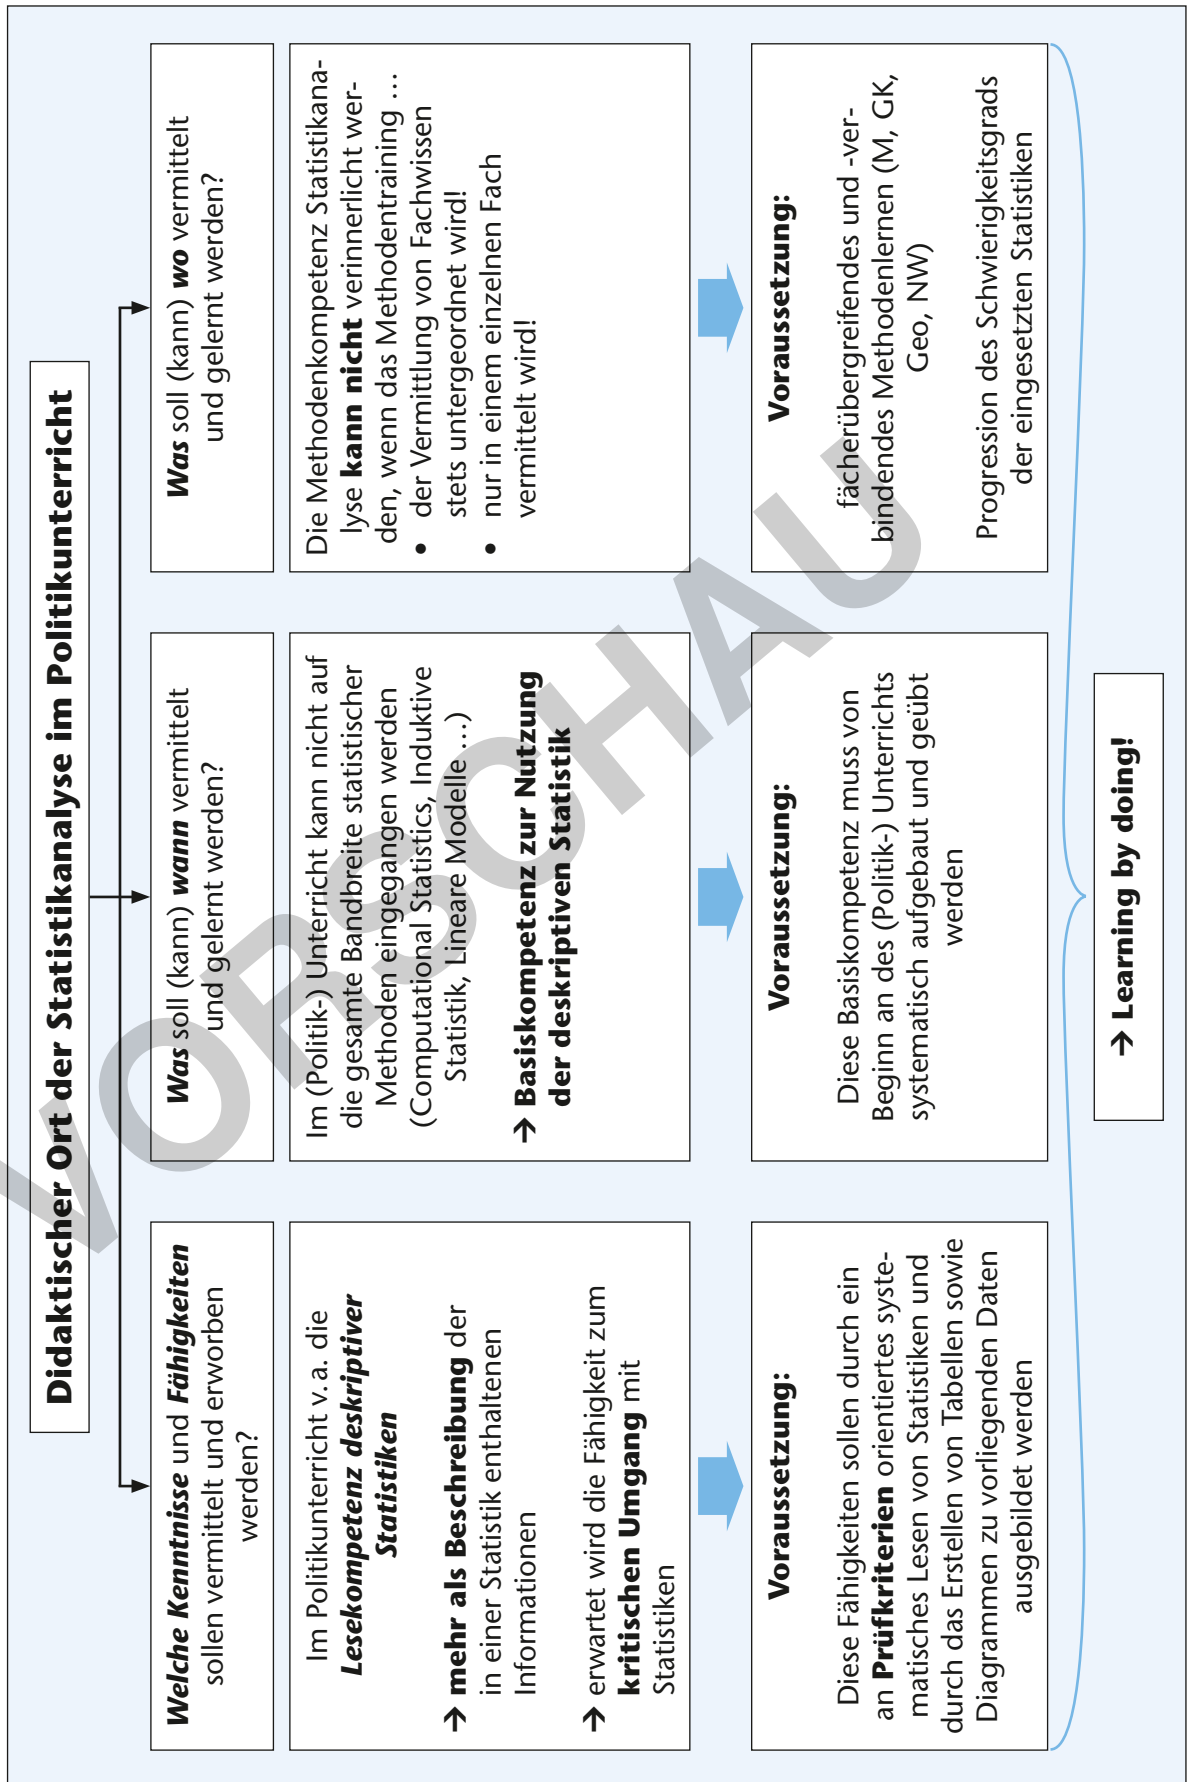 Didaktischer Ort der Statistikanalyse im Politikunterricht
Welche Kenntnisse und Fähigkeiten
sollen vermittelt und erworben
werden?
Im Politikunterricht v. a. die
Lesekompetenz deskriptiver
Statistiken
→ mehr als Beschreibung der
in einer Statistik enthaltenen
Informationen
→ erwartet wird die Fähigkeit zum
kritischen Umgang mit
Statistiken
Voraussetzung:
Diese Fähigkeiten sollen durch ein
an Prüfkriterien orientiertes syste-
matisches Lesen von Statistiken und
durch das Erstellen von Tabellen sowie
Diagrammen zu vorliegenden Daten
ausgebildet werden
Was soll (kann) wann vermittelt
und gelernt werden?
Im (Politik-) Unterricht kann nicht auf
die gesamte Bandbreite statistischer
Methoden eingegangen werden
(Computational Statistics, Induktive
Statistik, Lineare Modelle …)
→ Basiskompetenz zur Nutzung
der deskriptiven Statistik
Voraussetzung:
Diese Basiskompetenz muss von
Beginn an des (Politik-) Unterrichts
systematisch aufgebaut und geübt
werden
Was soll (kann) wo vermittelt
und gelernt werden?
Die Methodenkompetenz Statistikana-
lyse kann nicht verinnerlicht wer-
den, wenn das Methodentraining …
• der Vermittlung von Fachwissen
stets untergeordnet wird!
• nur in einem einzelnen Fach
vermittelt wird!
Voraussetzung:
fächerübergreifendes und -ver-
bindendes Methodenlernen (M, GK,
Geo, NW)
Progression des Schwierigkeitsgrads
der eingesetzten Statistiken
→ Learning by doing!
VORSCHAU